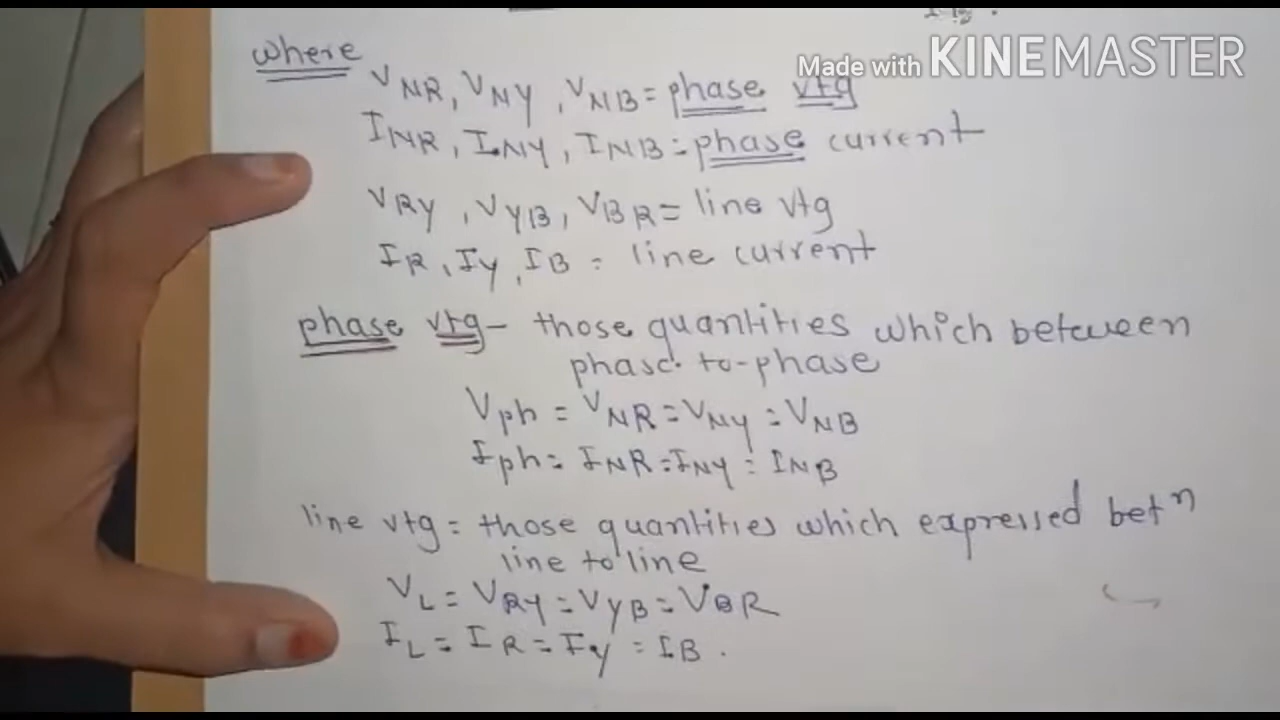 Made with KINEMASTER
where
VNR, VNY, VNB = phase vtg
INR, INY, INB = phase current
VRY, VYB, VBR = line vtg
IR, IY, IB = line current
phase vtg - those quantities which between
phase to-phase
Vph = VNR = VNY = VNB
Iph = INR = INY = INB
line vtg = those quantities which expressed betn
line to line
VL = VRY = VYB = VBR
IL = IR = IY = IB.